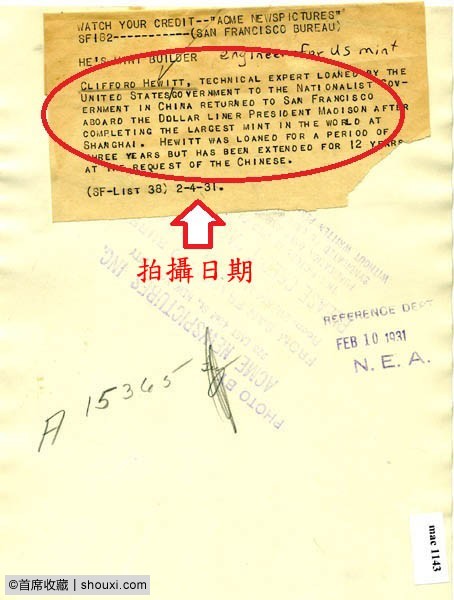 WATCH YOUR CREDIT--"ACME NEWSPICTURES"
SF182------------(SAN FRANCISCO BUREAU)
HE'S MINT BUILDER engineer for US mint
CLIFFORD HEWITT, TECHNICAL EXPERT LOANED BY THE
UNITED STATES/GOVERNMENT TO THE NATIONALIST GOV-
ERNMENT IN CHINA RETURNED TO SAN FRANCISCO
ABOARD THE DOLLAR LINER PRESIDENT MADISON AFTER
COMPLETING THE LARGEST MINT IN THE WORLD AT
SHANGHAI. HEWITT WAS LOANED FOR A PERIOD OF
THREE YEARS BUT HAS BEEN EXTENDED FOR 12 YEARS
AT THE REQUEST OF THE CHINESE.
(SF-LIST 38) 2-4-31.
拍攝日期
PHOTO BY
ACME NEWSPICTURES INC.
REFERENCE DEPT
FEB 10 1931
N. E. A.
A 15365
mac 1143
©首席收藏 | shouxi.com